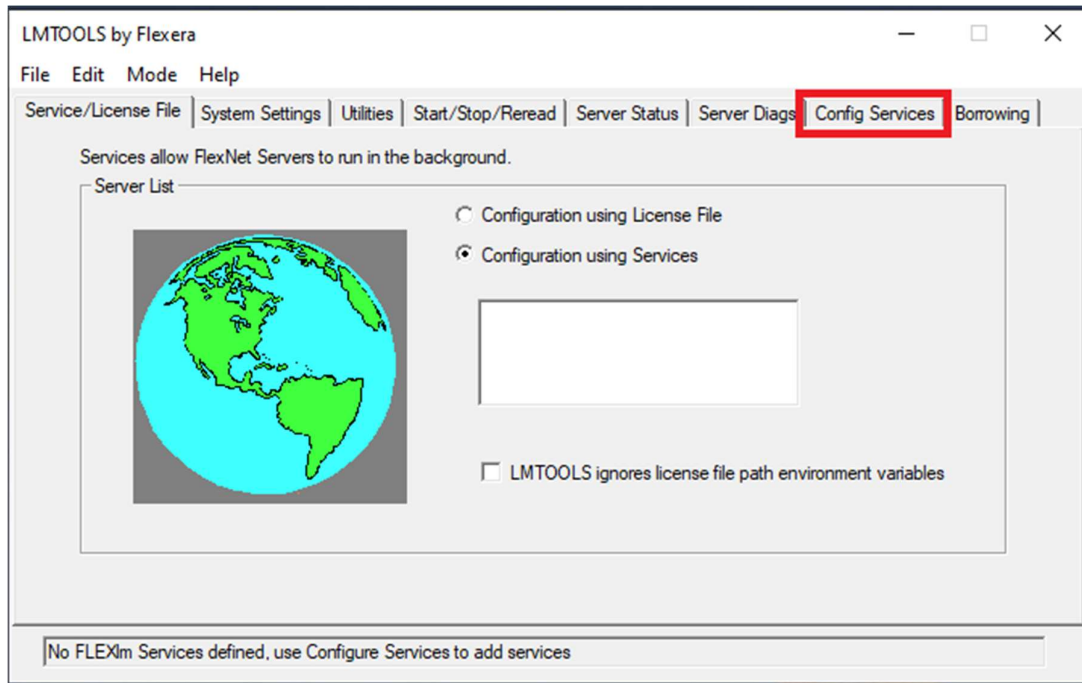 LMTOOLS by Flexera
File Edit Mode Help
Service/License File System Settings Utilities Start/Stop/Reread Server Status Server Diags Config Services Borrowing
Services allow FlexNet Servers to run in the background.
Server List
Configuration using License File
Configuration using Services
LMTOOLS ignores license file path environment variables
No FLEXlm Services defined, use Configure Services to add services